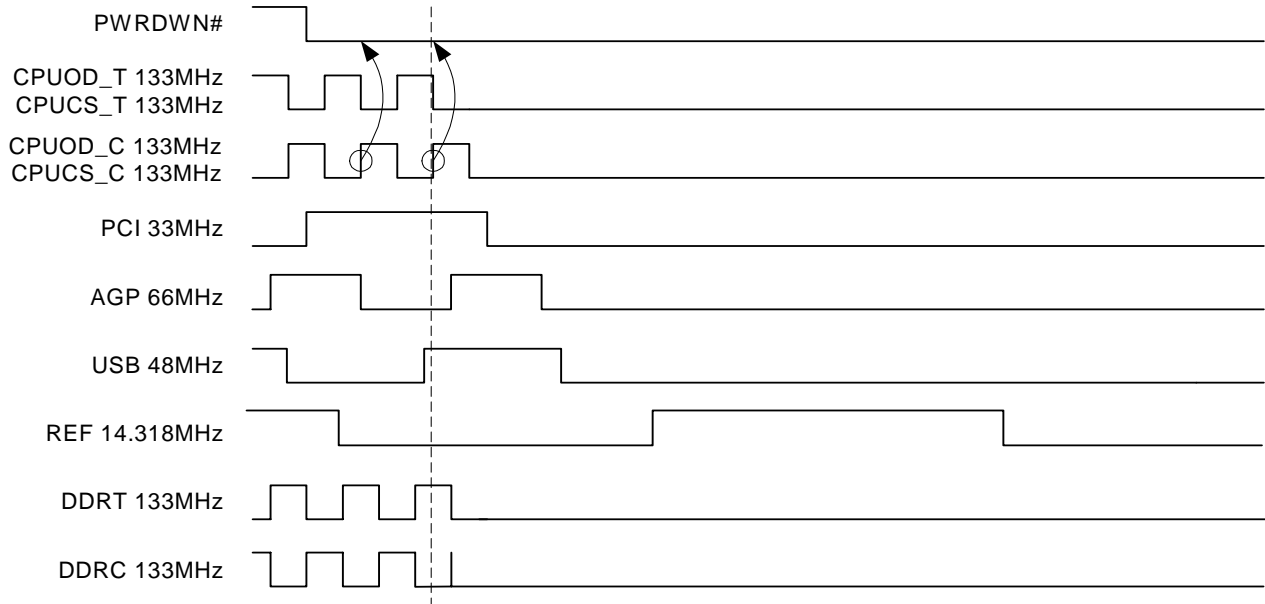 PWRDWN#
CPUOD_T 133MHz
CPUCS_T 133MHz
CPUOD_C 133MHz
CPUCS_C 133MHz
PCI 33MHz
AGP 66MHz
USB 48MHz
REF 14.318MHz
DDRT 133MHz
DDRC 133MHz